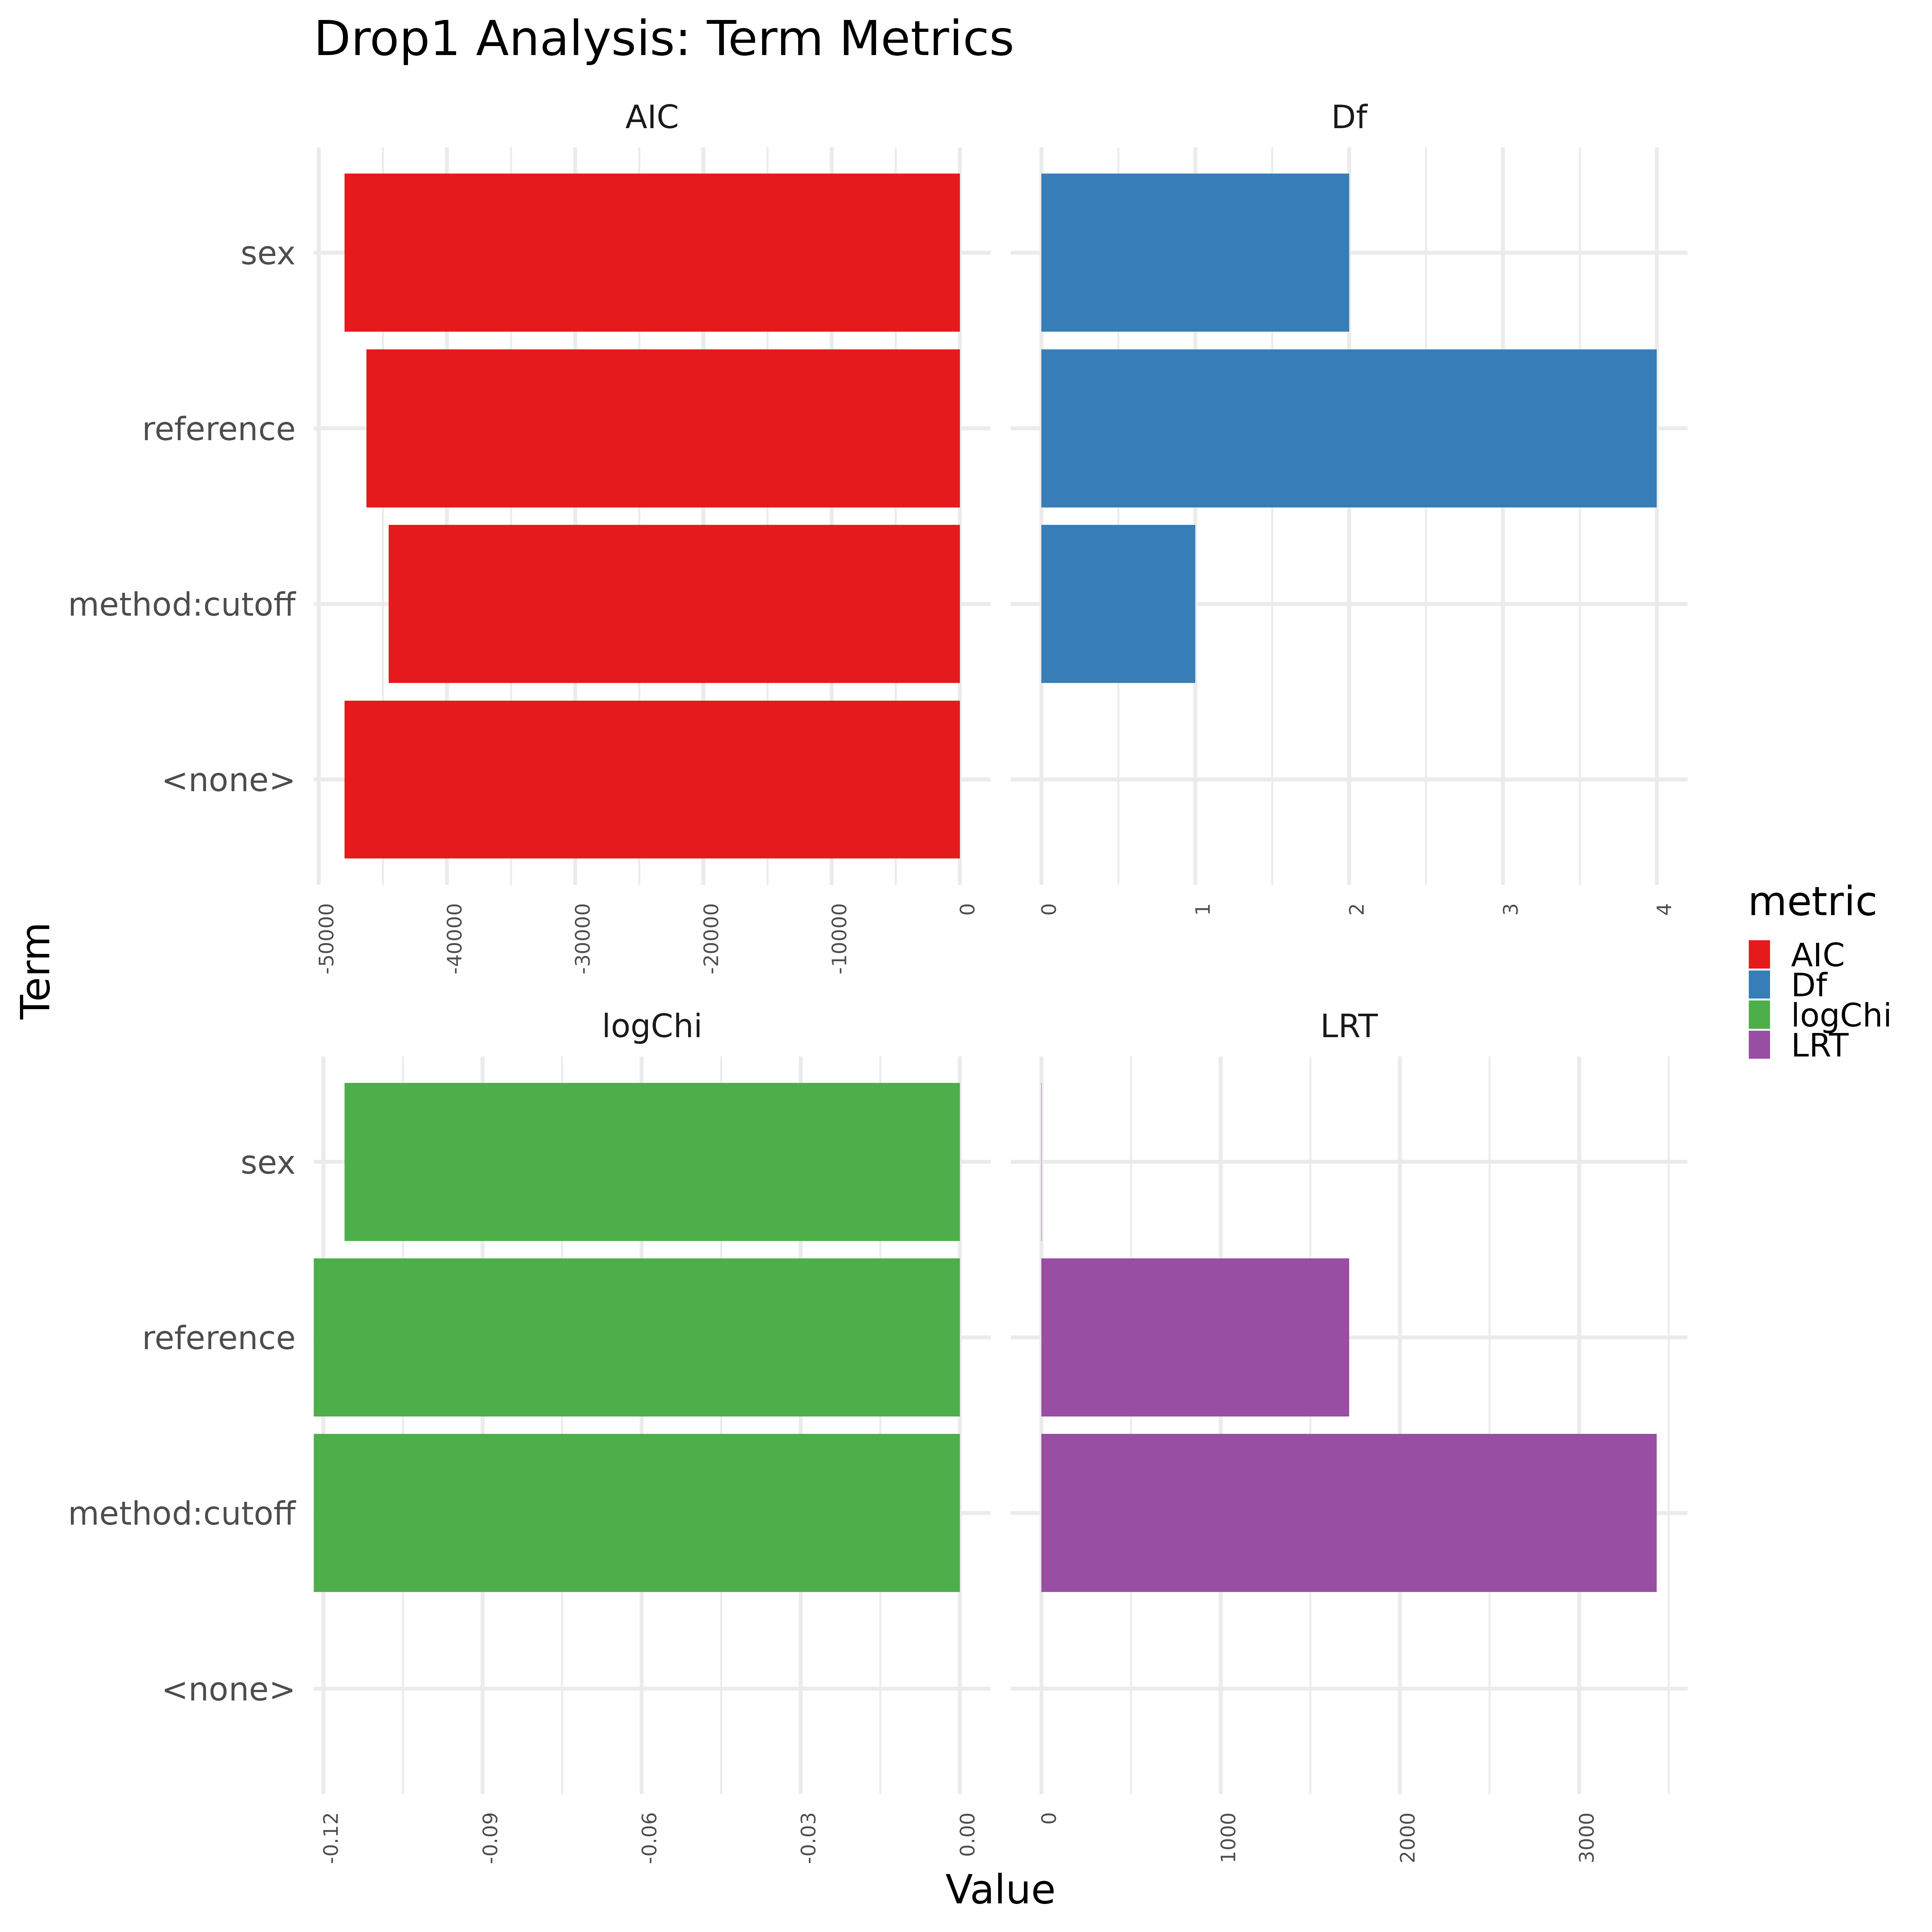 Drop1 Analysis: Term Metrics
AIC
Df
sex
reference
method:cutoff
<none>
-50000
-40000
-30000
-20000
-10000
0
0
1
2
3
4
logChi
LRT
sex
reference
method:cutoff
<none>
-0.12
-0.09
-0.06
-0.03
0.00
0
1000
2000
3000
Term
Value
metric
AIC
Df
logChi
LRT